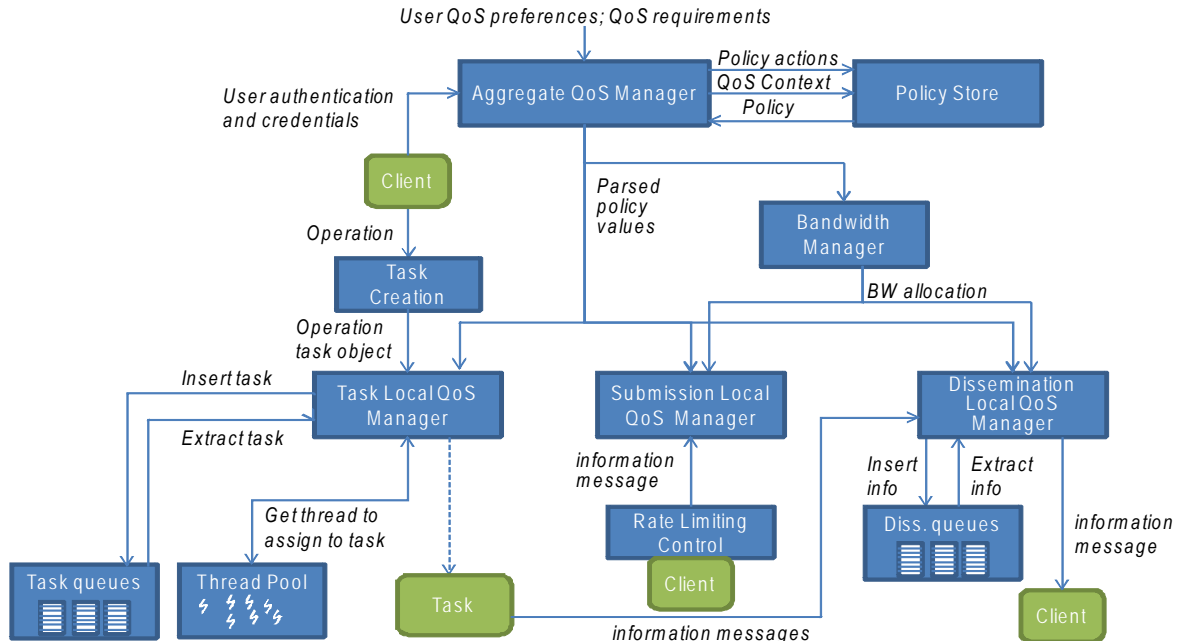 User QoS preferences; QoS requirements
Policy actions
QoS Context
Policy
Aggregate QoS Manager
Policy Store
User authentication
and credentials
Client
Parsed
policy
values
Bandwidth
Manager
Operation
Task
Creation
BW allocation
Operation
task object
Insert task
Task Local QoS
Manager
Submission Local
QoS Manager
Dissemination
Local QoS
Manager
Extract task
information
message
Insert
info
Extract
info
Get thread to
assign to task
Rate Limiting
Control
Diss. queues
information
message
Task queues
Thread Pool
Client
Task
Client
information messages